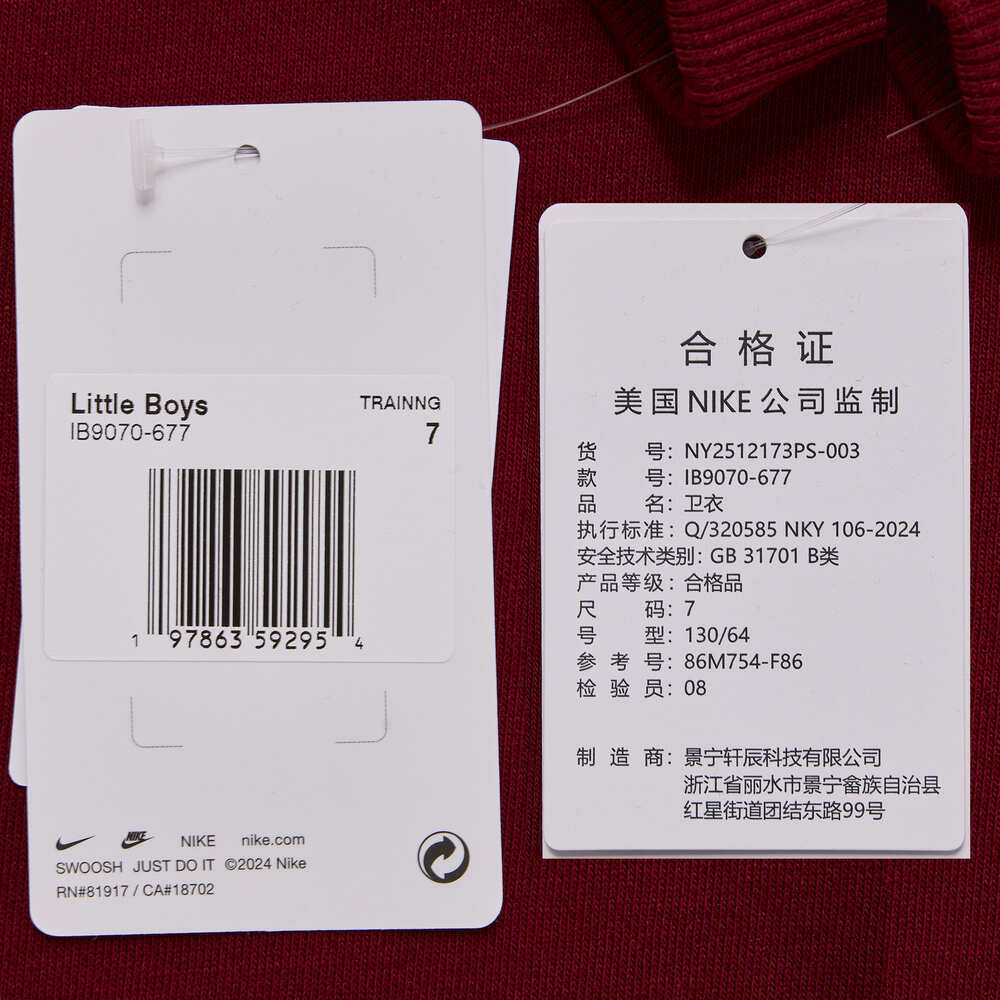 Little Boys
TRAINNG
IB9070-677
7
1 97863 59295 4
NIKE
NIKE nike.com
SWOOSH JUST DO IT ©2024 Nike
RN#81917 / CA#18702
合格证
美国NIKE公司监制
货号：NY2512173PS-003
款号：IB9070-677
品名：卫衣
执行标准：Q/320585 NKY 106-2024
安全技术类别：GB 31701 B类
产品等级：合格品
尺码：7
号型：130/64
参考号：86M754-F86
检验员：08
制造商：景宁轩辰科技有限公司
浙江省丽水市景宁畲族自治县
红星街道团结东路99号